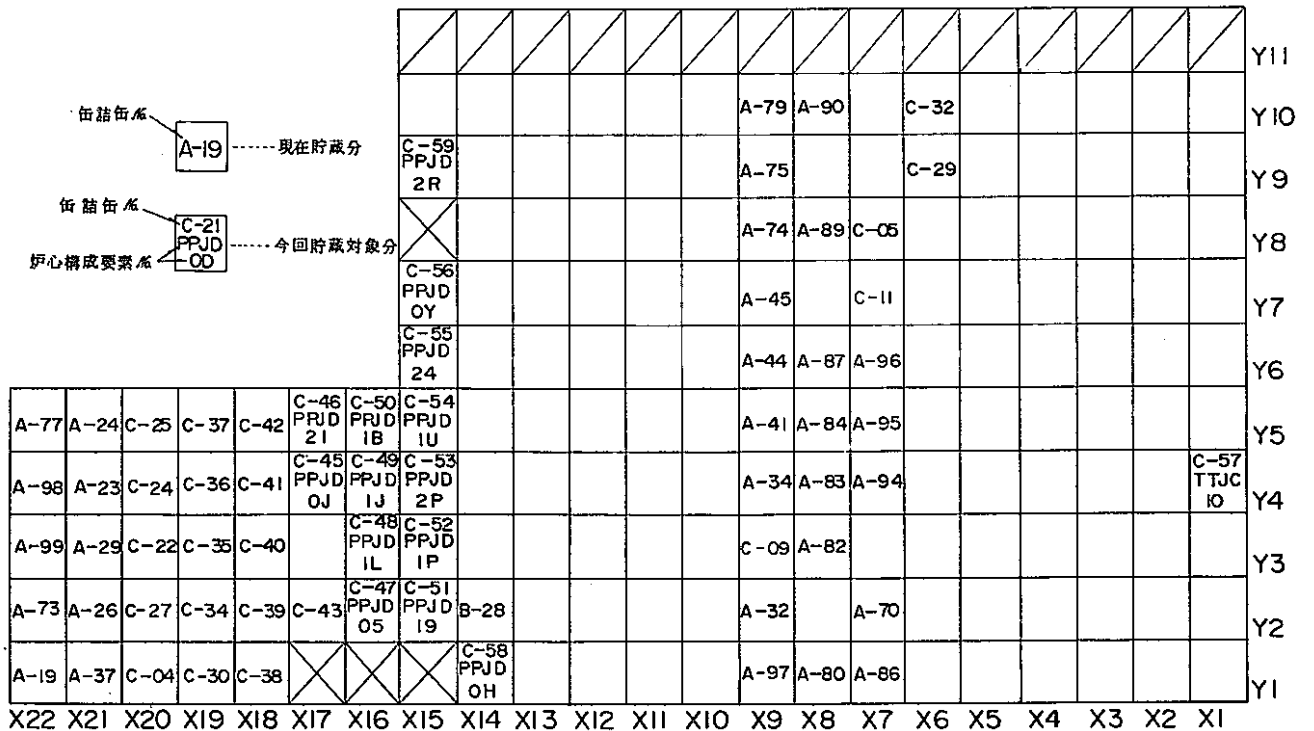 Y11
缶詰缶№
A-19
現在貯蔵分
缶詰缶№
C-21
PPJD
0D
今回貯蔵対象分
炉心構成要素№
A-79 A-90 C-32 Y10
C-59
PPJD
2R
A-75 C-29 Y9
A-74 A-89 C-05 Y8
C-56
PPJD
0Y
A-45 C-11 Y7
C-55
PPJD
24
A-44 A-87 A-96 Y6
A-77 A-24 C-25 C-37 C-42
C-46
PRJD
21
C-50
PRJD
1B
C-54
PRJD
1U
A-41 A-84 A-95 Y5
A-98 A-23 C-24 C-36 C-41
C-45
PPJD
0J
C-49
PPJD
1J
C-53
PPJD
2P
A-34 A-83 A-94
C-57
TTJC
10
Y4
A-99 A-29 C-22 C-35 C-40
C-48
PPJD
1L
C-52
PPJD
1P
C-09 A-82 Y3
A-73 A-26 C-27 C-34 C-39 C-43
C-47
PPJD
05
C-51
PPJD
19
B-28 A-32 A-70 Y2
A-19 A-37 C-04 C-30 C-38
C-58
PPJD
0H
A-97 A-80 A-86 Y1
X22 X21 X20 X19 X18 X17 X16 X15 X14 X13 X12 X11 X10 X9 X8 X7 X6 X5 X4 X3 X2 X1